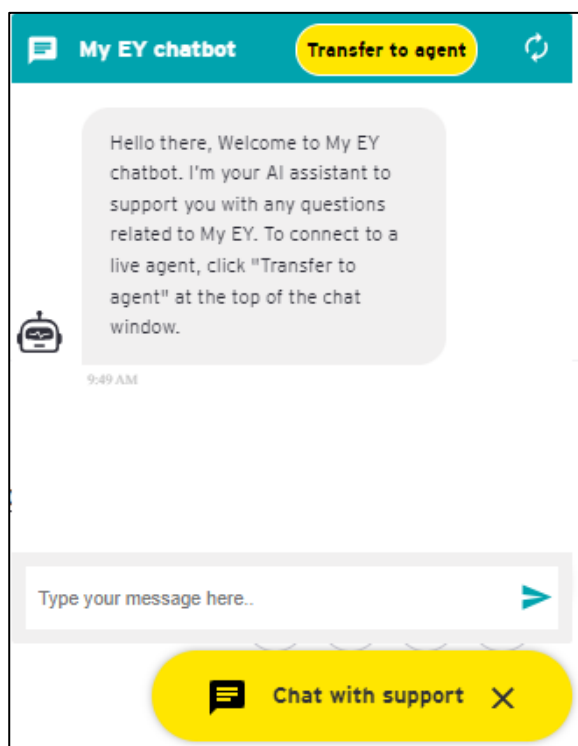 My EY chatbot
Transfer to agent
Hello there, Welcome to My EY
chatbot. I'm your AI assistant to
support you with any questions
related to My EY. To connect to a
live agent, click "Transfer to
agent" at the top of the chat
window.
9:49 AM
Type your message here..
Chat with support